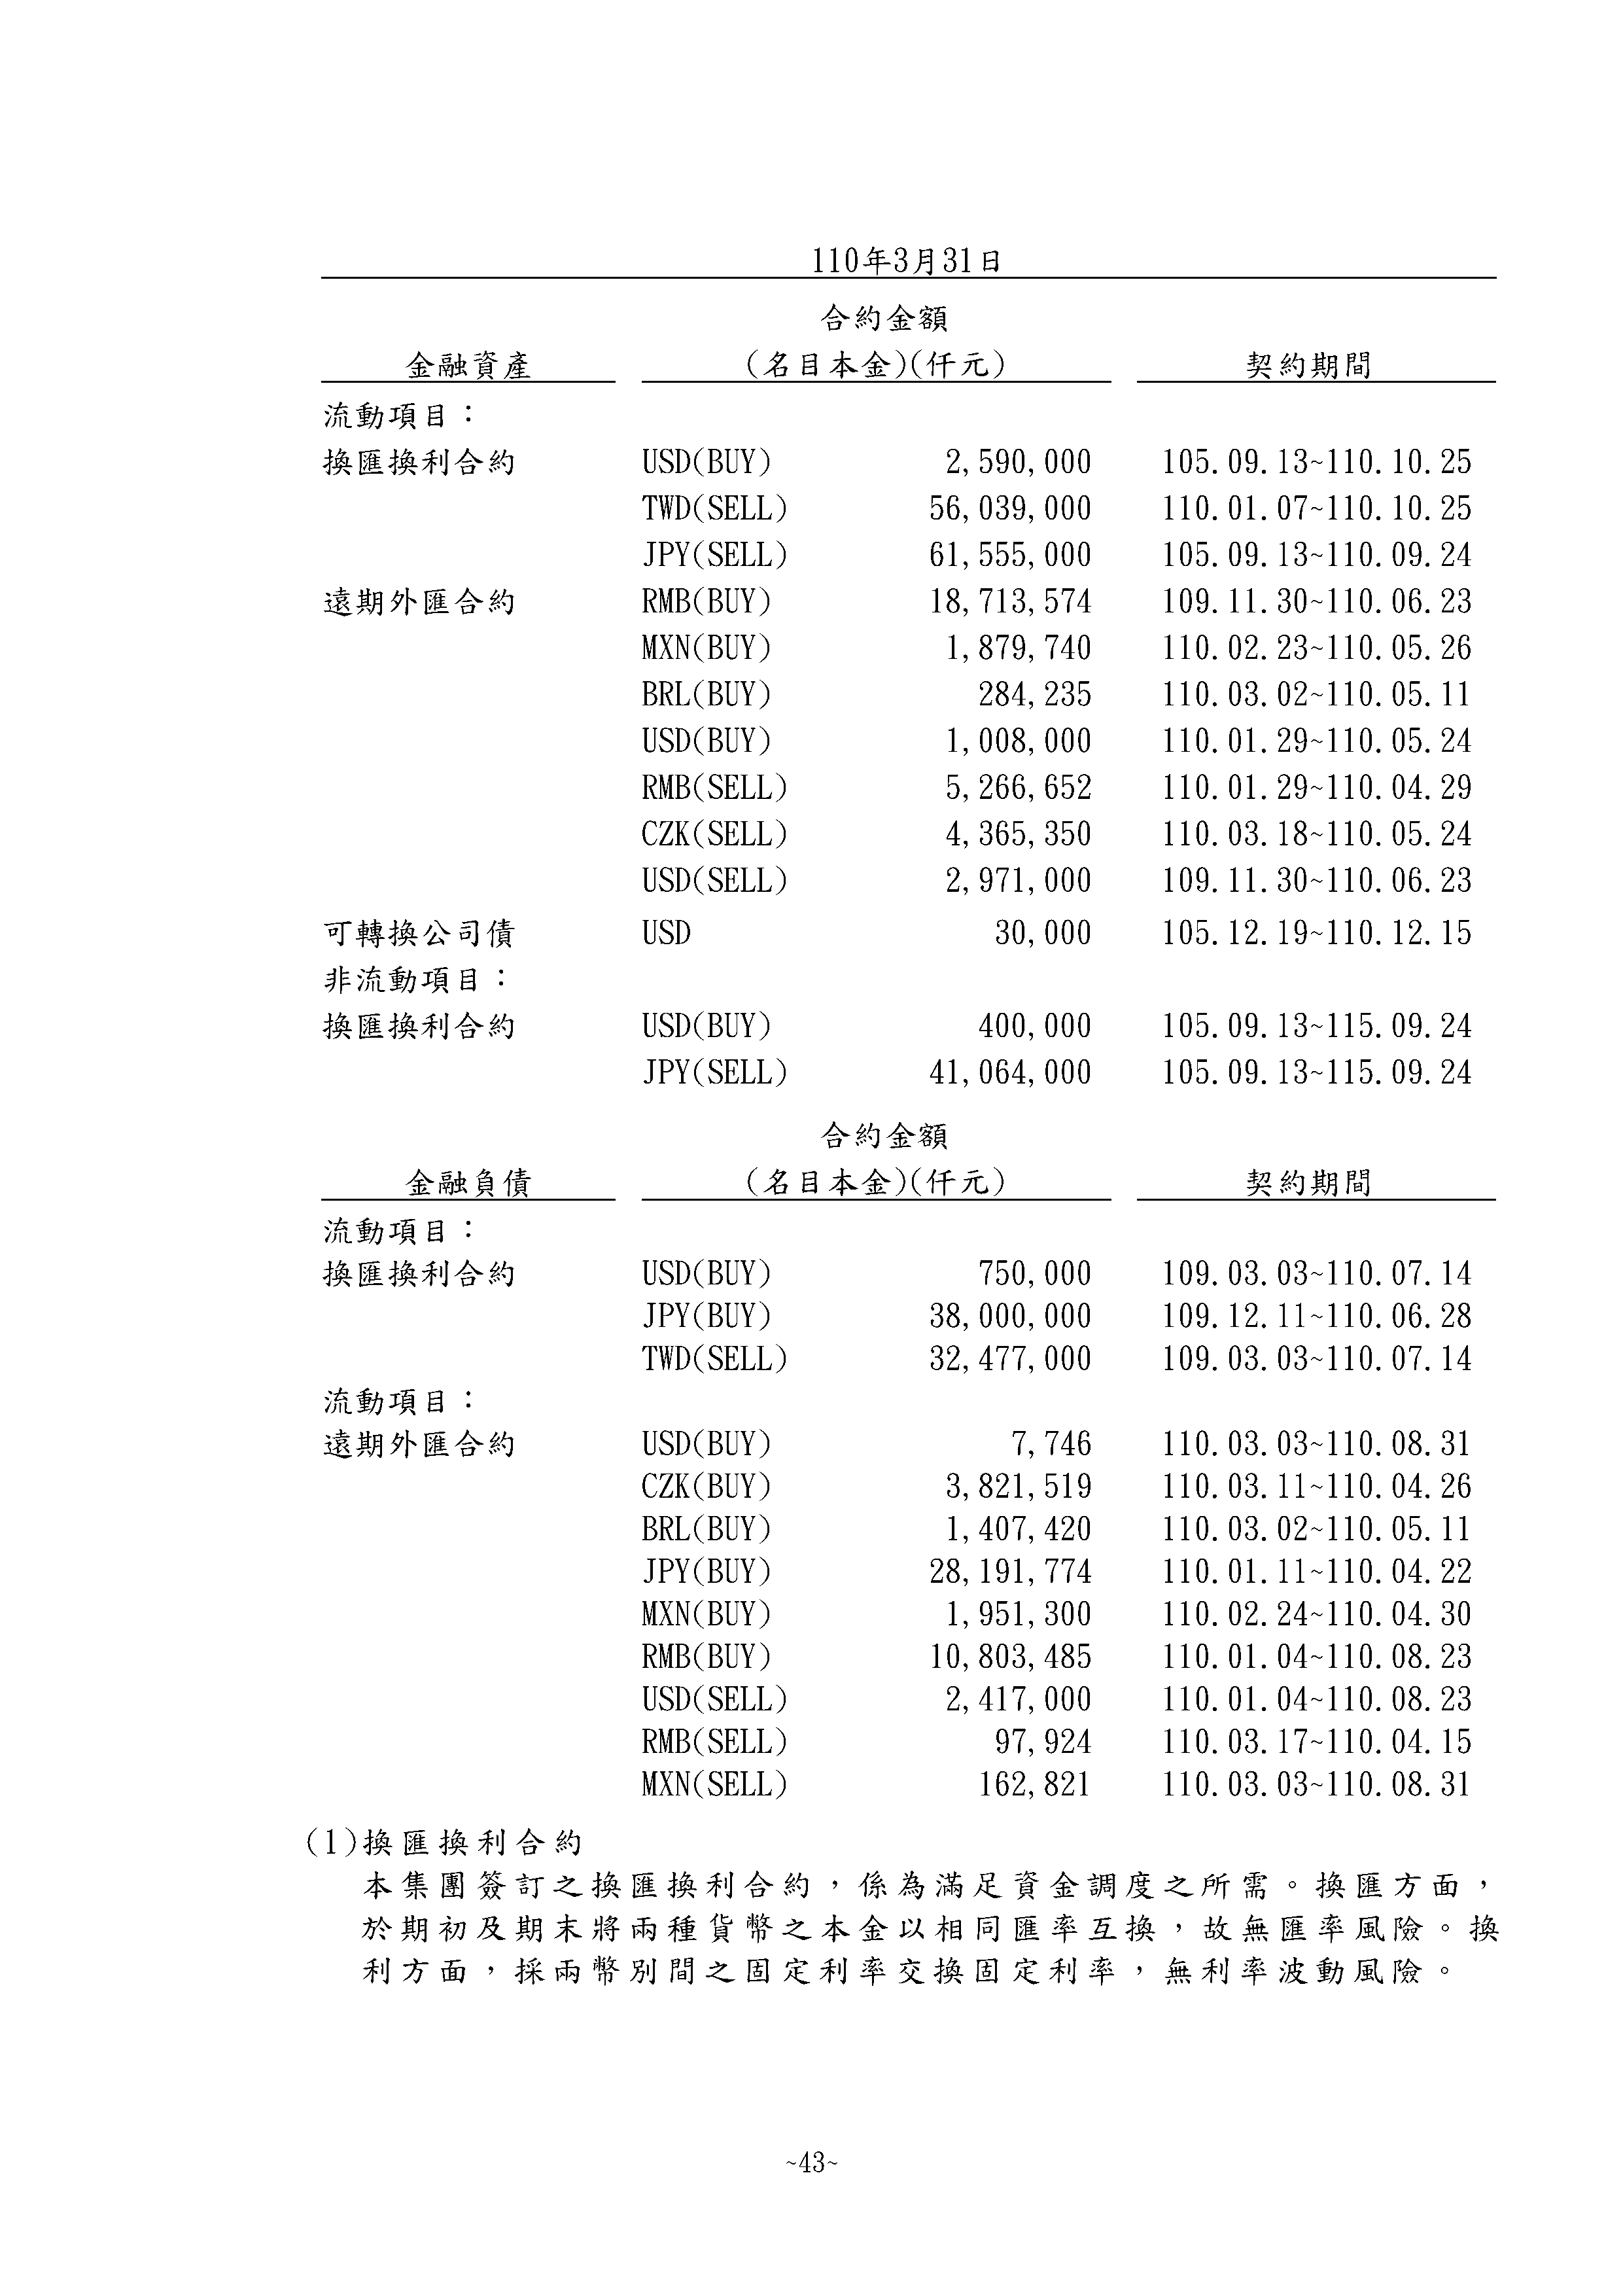 110年3月31日
合約金額
金融資產 (名目本金)(仟元) 契約期間
流動項目：
換匯換利合約 USD(BUY) 2,590,000 105.09.13~110.10.25
TWD(SELL) 56,039,000 110.01.07~110.10.25
JPY(SELL) 61,555,000 105.09.13~110.09.24
遠期外匯合約 RMB(BUY) 18,713,574 109.11.30~110.06.23
MXN(BUY) 1,879,740 110.02.23~110.05.26
BRL(BUY) 284,235 110.03.02~110.05.11
USD(BUY) 1,008,000 110.01.29~110.05.24
RMB(SELL) 5,266,652 110.01.29~110.04.29
CZK(SELL) 4,365,350 110.03.18~110.05.24
USD(SELL) 2,971,000 109.11.30~110.06.23
可轉換公司債 USD 30,000 105.12.19~110.12.15
非流動項目：
換匯換利合約 USD(BUY) 400,000 105.09.13~115.09.24
JPY(SELL) 41,064,000 105.09.13~115.09.24
合約金額
金融負債 (名目本金)(仟元) 契約期間
流動項目：
換匯換利合約 USD(BUY) 750,000 109.03.03~110.07.14
JPY(BUY) 38,000,000 109.12.11~110.06.28
TWD(SELL) 32,477,000 109.03.03~110.07.14
流動項目：
遠期外匯合約 USD(BUY) 7,746 110.03.03~110.08.31
CZK(BUY) 3,821,519 110.03.11~110.04.26
BRL(BUY) 1,407,420 110.03.02~110.05.11
JPY(BUY) 28,191,774 110.01.11~110.04.22
MXN(BUY) 1,951,300 110.02.24~110.04.30
RMB(BUY) 10,803,485 110.01.04~110.08.23
USD(SELL) 2,417,000 110.01.04~110.08.23
RMB(SELL) 97,924 110.03.17~110.04.15
MXN(SELL) 162,821 110.03.03~110.08.31
(1)換匯換利合約
本集團簽訂之換匯換利合約，係為滿足資金調度之所需。換匯方面，
於期初及期末將兩種貨幣之本金以相同匯率互換，故無匯率風險。換
利方面，採兩幣別間之固定利率交換固定利率，無利率波動風險。
~43~